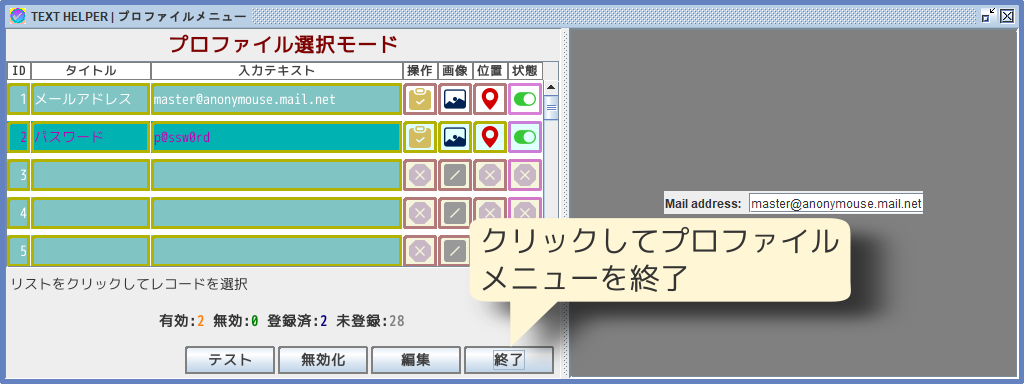 TEXT HELPER | プロファイルメニュー
プロファイル選択モード
ID タイトル 入力テキスト 操作 画像 位置 状態
1 メールアドレス master@anonymouse.mail.net
2 パスワード p@ssw0rd
3
4
5
Mail address: master@anonymouse.mail.net
クリックしてプロファイル
メニューを終了
リストをクリックしてレコードを選択
有効:2 無効:0 登録済:2 未登録:28
テスト 無効化 編集 終了